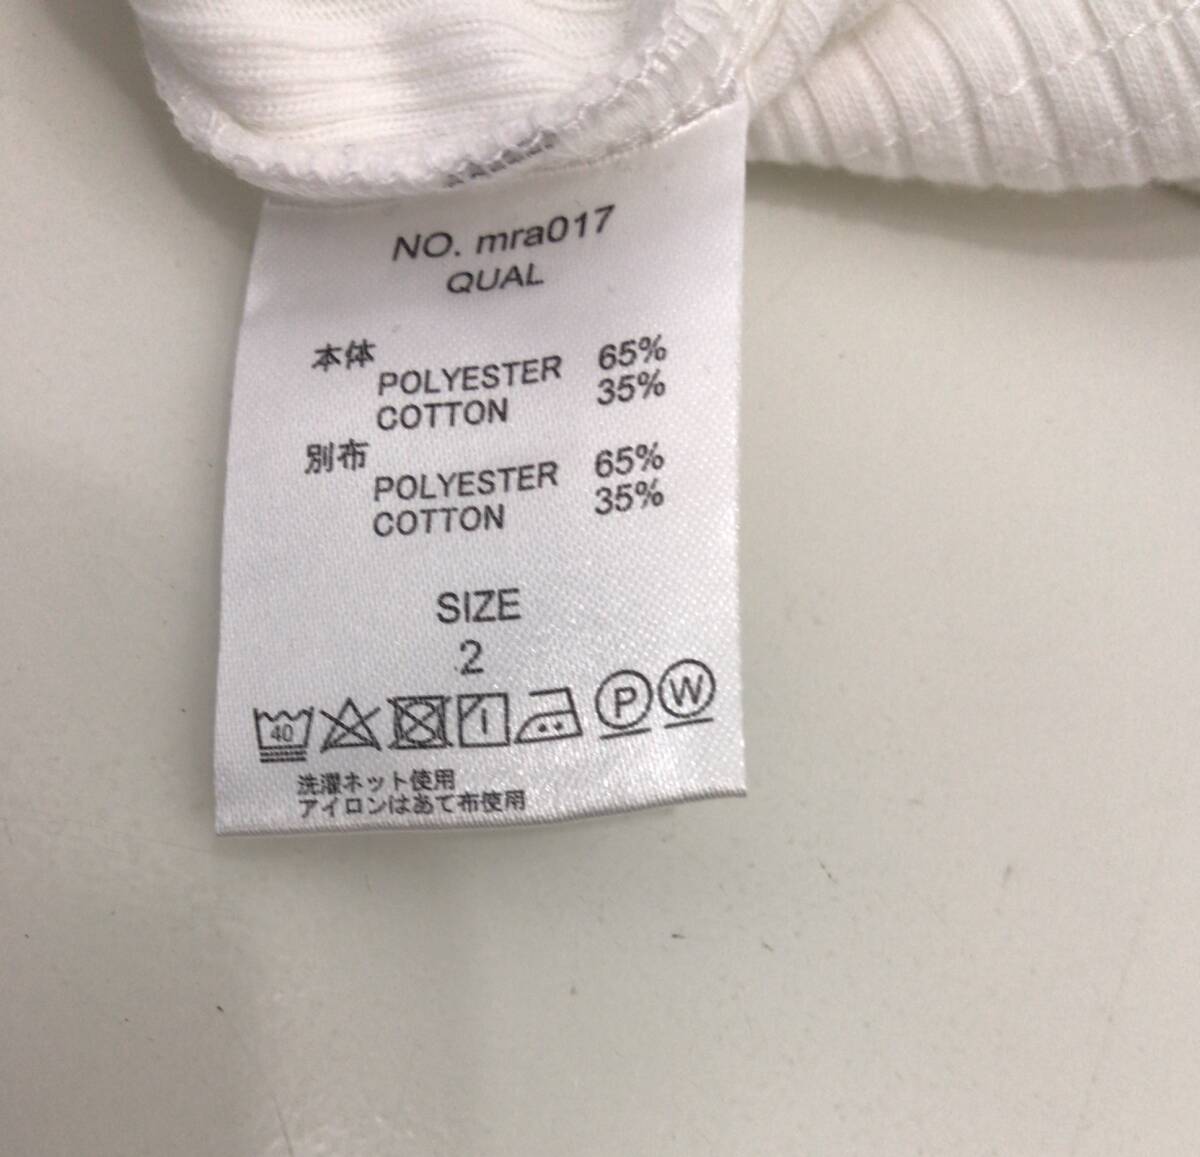 NO. mra017
QUAL
本体
POLYESTER 65%
COTTON 35%
別布
POLYESTER 65%
COTTON 35%
SIZE
2
40 P W
洗濯ネット使用
アイロンはあて布使用